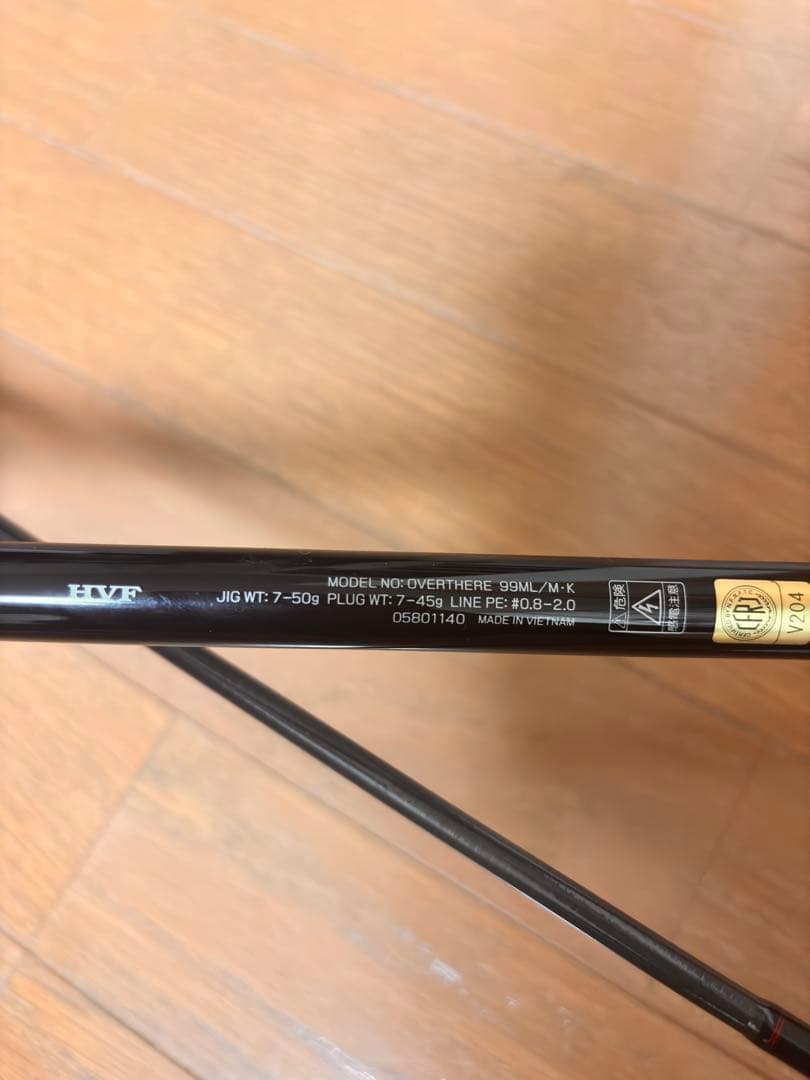 HVF
MODEL NO: OVERTHERE 99ML/M・K
JIG WT: 7-50g PLUG WT: 7-45g LINE PE: #0.8-2.0
05801140 MADE IN VIETNAM
危険
感電注意
CFRP
V204